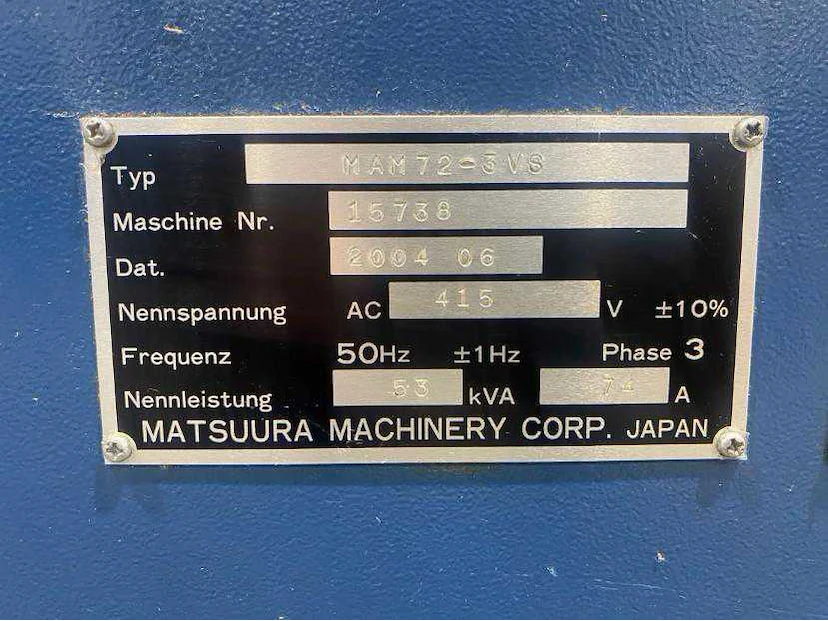 Typ MAM72-3VS
Maschine Nr. 15738
Dat. 2004 06
Nennspannung AC 415 V ±10%
Frequenz 50Hz ±1Hz Phase 3
Nennleistung 53 kVA 74 A
MATSUURA MACHINERY CORP. JAPAN